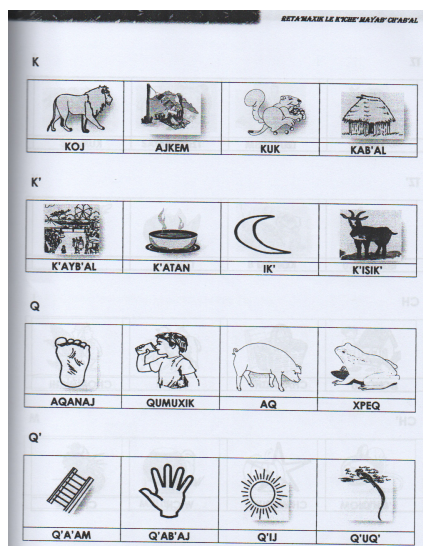 RETA'MAXIK LE K'ICHE' MAYAB' CH'AB'AL
K
KOJ AJKEM KUK KAB'AL
K'
K'AYB'AL K'ATAN IK' K'ISIK'
Q
AQANAJ QUMUXIK AQ XPEQ
Q'
Q'A'AM Q'AB'AJ Q'IJ Q'UQ'